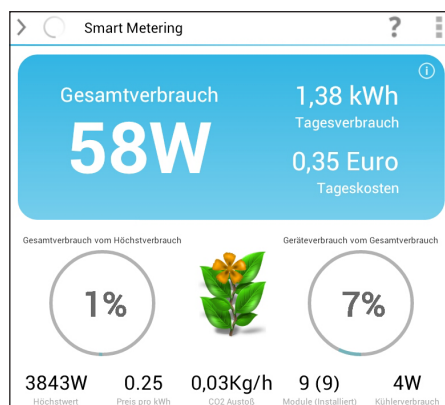 Smart Metering
?
Gesamtverbrauch
58W
1,38 kWh
Tagesverbrauch
0,35 Euro
Tageskosten
Gesamtverbrauch vom Höchstverbrauch
Geräteverbrauch vom Gesamtverbrauch
1%
7%
3843W
Höchstwert
0.25
Preis pro kWh
0,03Kg/h
CO2 Austoß
9 (9)
Module (Installiert)
4W
Kühlerverbrauch